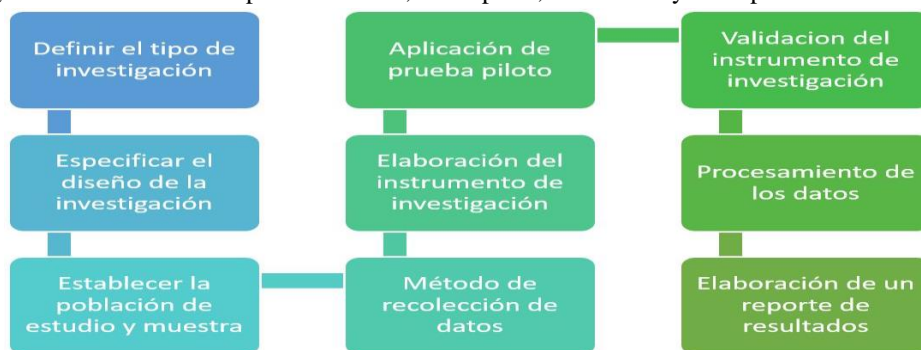 Definir el tipo de
investigación
Especificar el
diseño de la
investigación
Establecer la
población de
estudio y muestra
Método de
recolección de
datos
Elaboración del
instrumento de
investigación
Aplicación de
prueba piloto
Validacion del
instrumento de
investigación
Procesamiento de
los datos
Elaboración de un
reporte de
resultados